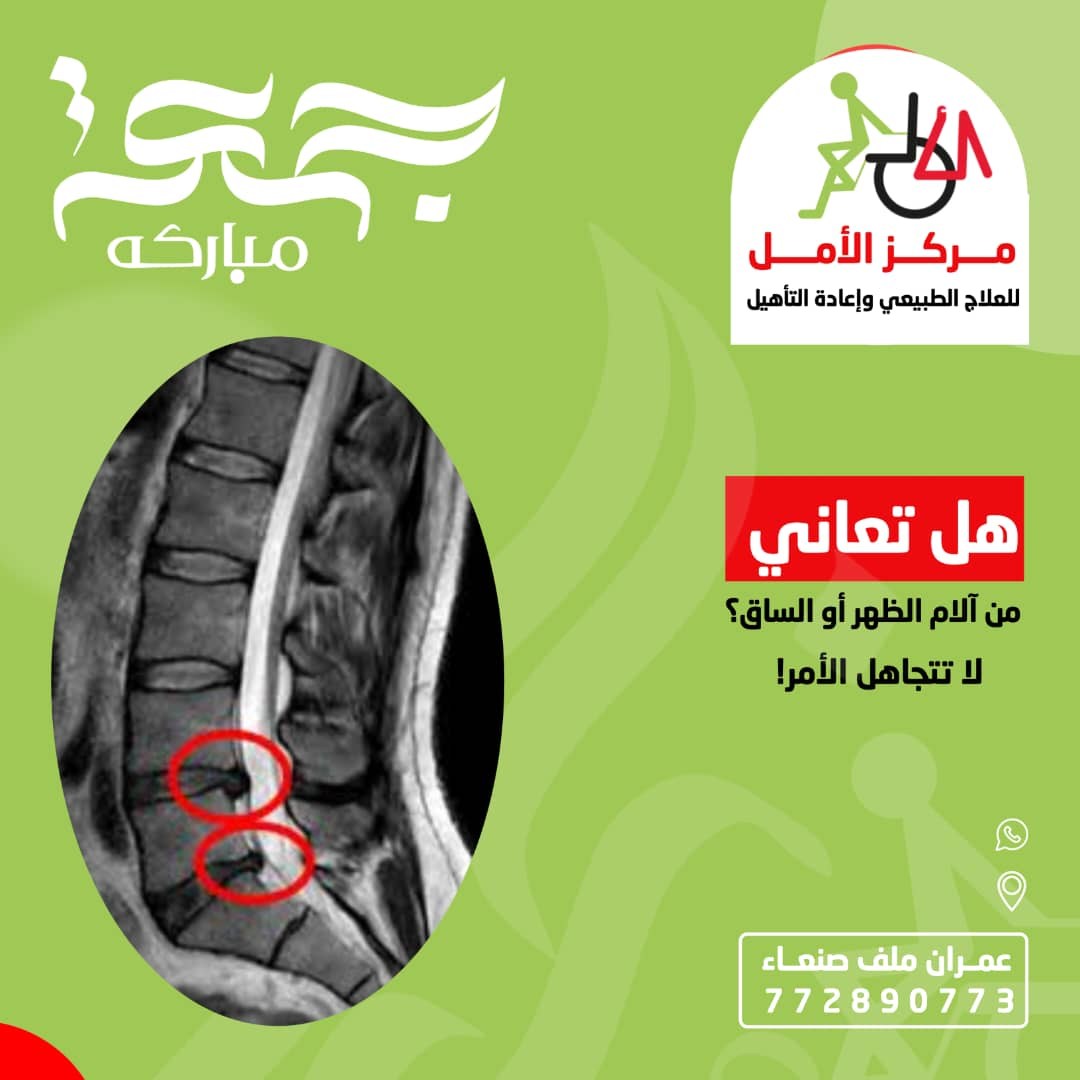 جمعة
مباركه
مركز الأمل
للعلاج الطبيعي وإعادة التأهيل
هل تعاني
من آلام الظهر أو الساق؟
لا تتجاهل الأمر!
عمران ملف صنعاء
772890773